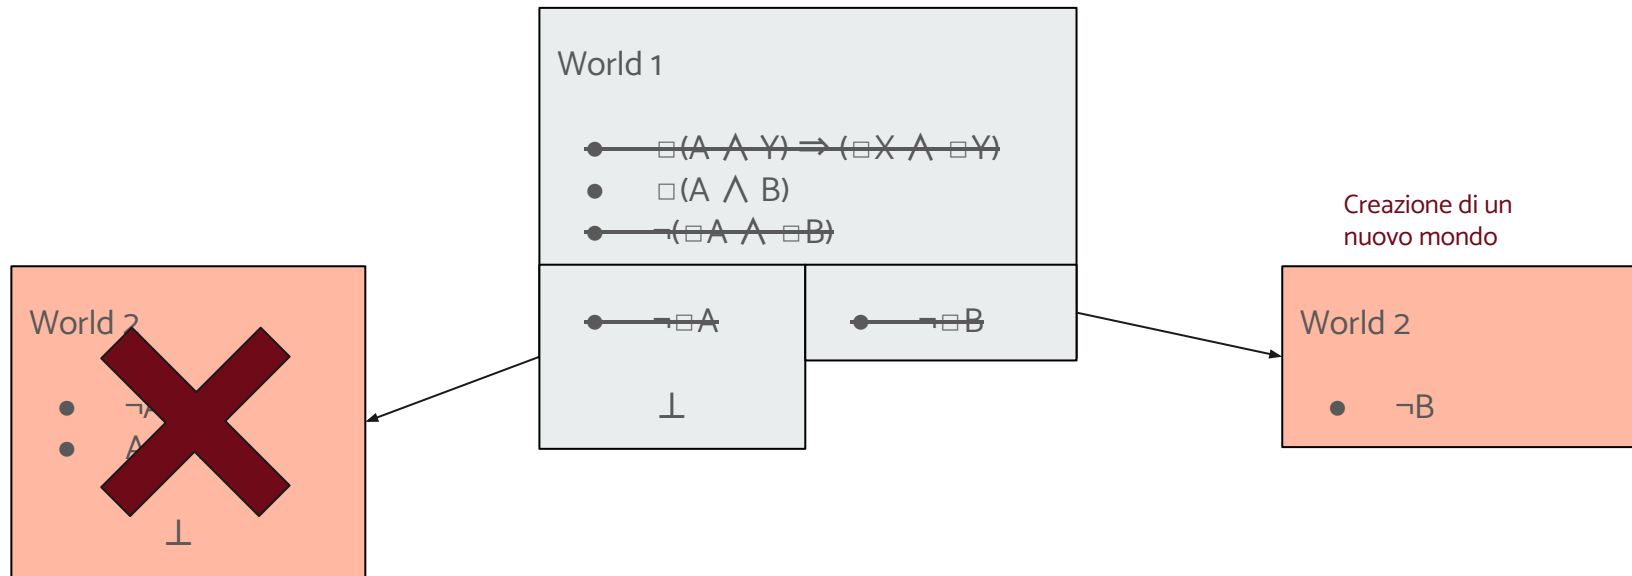 World 1
● □(A ⋀ Y) ⇒ (□X ⋀ □Y)
● □(A ⋀ B)
● ¬(□A ⋀ □B)
Creazione di un
nuovo mondo
World 2
● ¬□A
● ¬□B
World 2
● ¬B
⊥
⊥